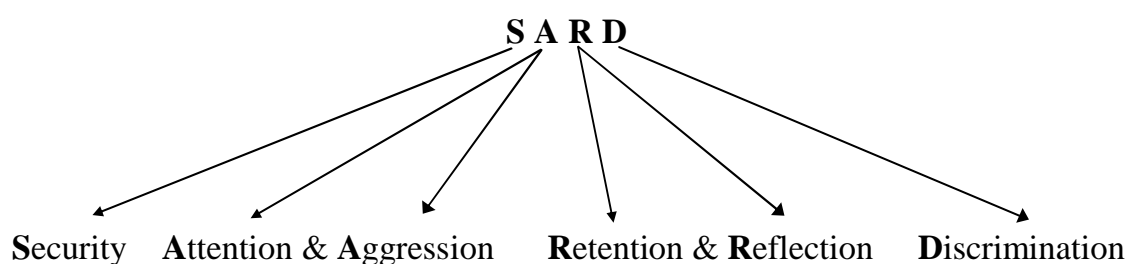 S A R D
Security Attention & Aggression Retention & Reflection Discrimination